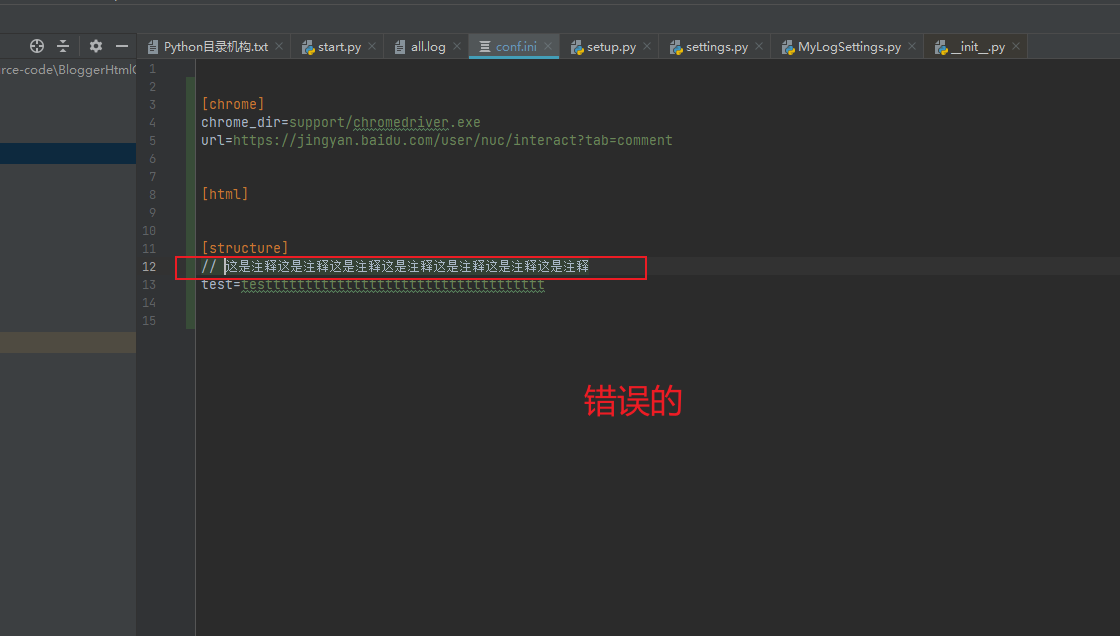 Python目录机构.txt start.py all.log conf.ini setup.py settings.py MyLogSettings.py __init__.py
rce-code\BloggerHtmlC
1
2
3 [chrome]
4 chrome_dir=support/chromedriver.exe
5 url=https://jingyan.baidu.com/user/nuc/interact?tab=comment
6
7
8 [html]
9
10
11 [structure]
12 // 这是注释这是注释这是注释这是注释这是注释这是注释这是注释
13 test=testttttttttttttttttttttttttttttttttttt
14
15
错误的